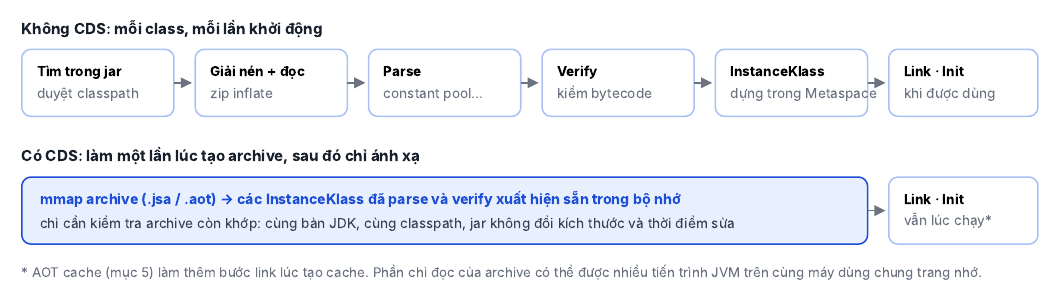 Không CDS: mỗi class, mỗi lần khởi động
Tìm trong jar
duyệt classpath
Giải nén + đọc
zip inflate
Parse
constant pool...
Verify
kiểm bytecode
InstanceKlass
dựng trong Metaspace
Link · Init
khi được dùng
Có CDS: làm một lần lúc tạo archive, sau đó chỉ ánh xạ
mmap archive (.jsa / .aot) → các InstanceKlass đã parse và verify xuất hiện sẵn trong bộ nhớ
chỉ cần kiểm tra archive còn khớp: cùng bản JDK, cùng classpath, jar không đổi kích thước và thời điểm sửa
Link · Init
vẫn lúc chạy*
* AOT cache (mục 5) làm thêm bước link lúc tạo cache. Phần chỉ đọc của archive có thể được nhiều tiến trình JVM trên cùng máy dùng chung trang nhớ.